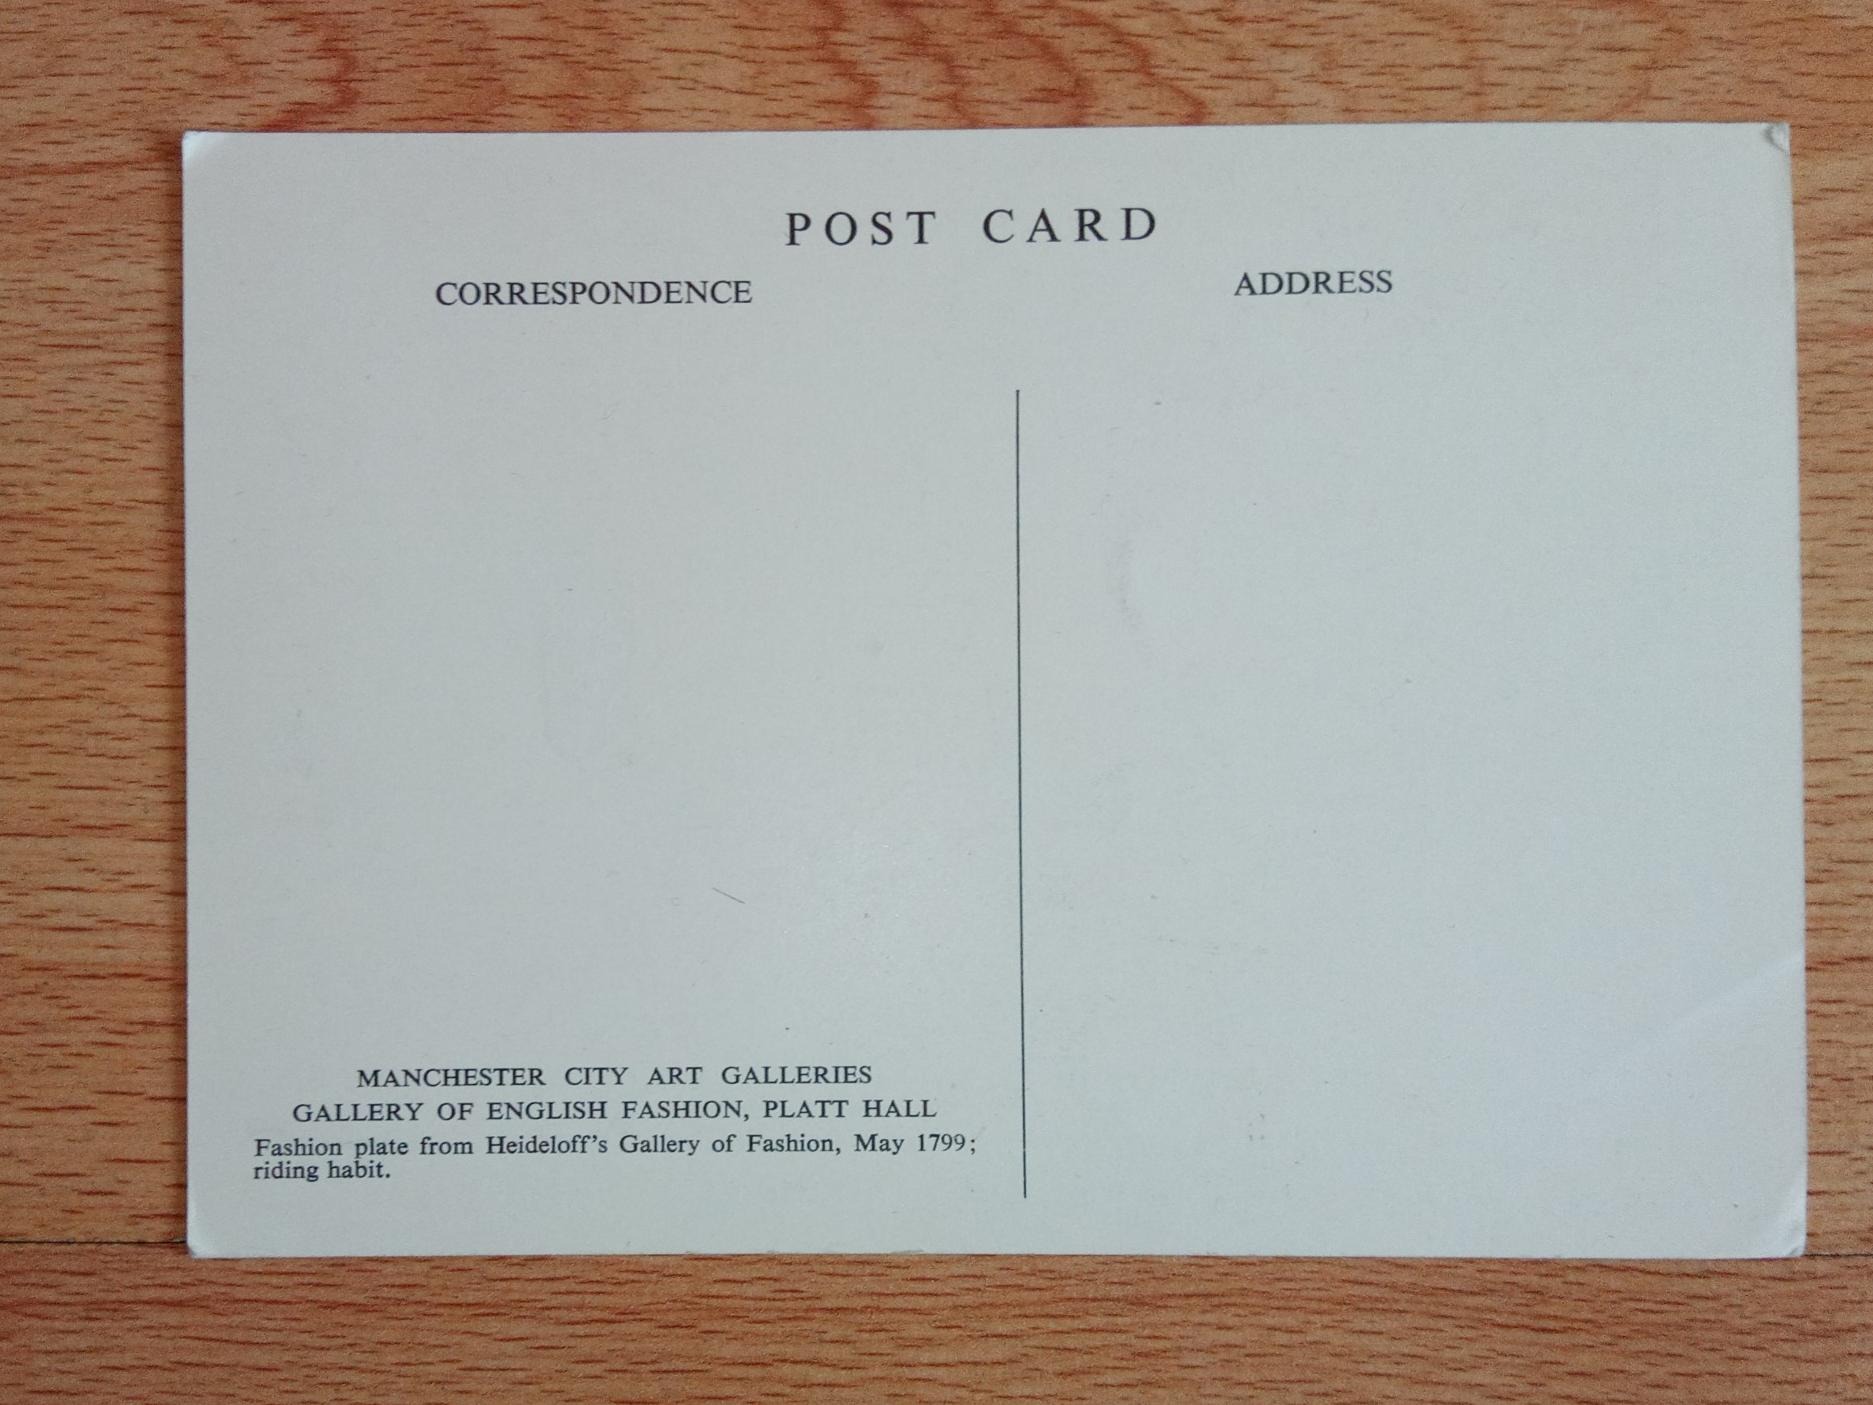 POST CARD
CORRESPONDENCE
ADDRESS
MANCHESTER CITY ART GALLERIES
GALLERY OF ENGLISH FASHION, PLATT HALL
Fashion plate from Heideloff's Gallery of Fashion, May 1799;
riding habit.